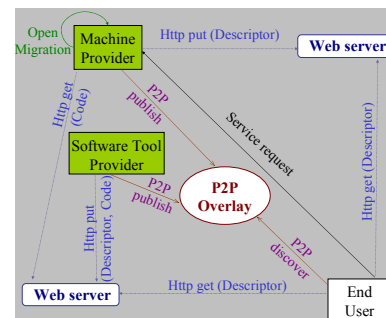 Open
Migration
Machine
Provider
Http put (Descriptor)
Web server
Http get
(Code)
P2P
publish
Service request
Software Tool
Provider
P2P
publish
P2P
Overlay
Http get (Descriptor)
Http put
(Descriptor, Code)
P2P
discover
Web server
Http get (Descriptor)
End
User